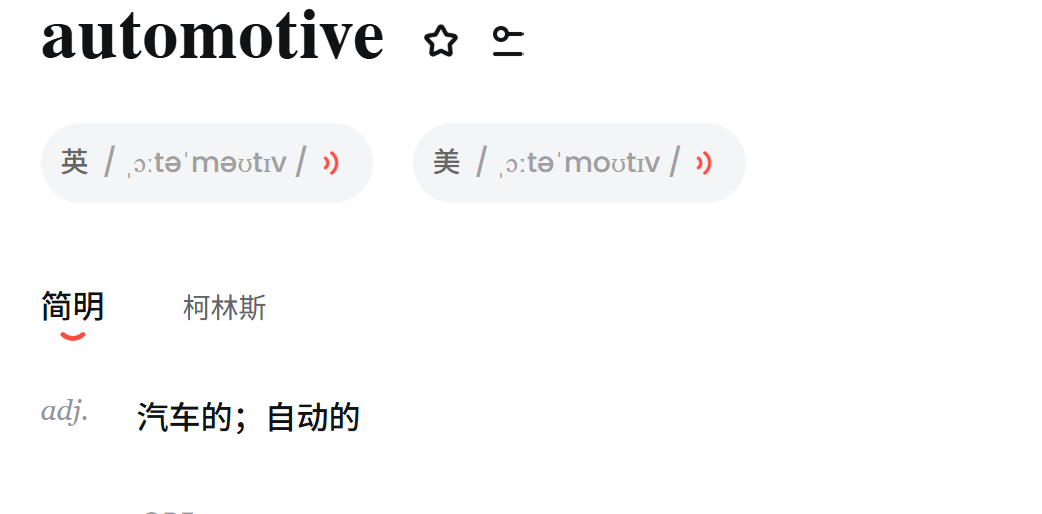 automotive
英 / ˌɔːtəˈməʊtɪv / 美 / ˌɔːtəˈmoʊtɪv /
简明 柯林斯
adj. 汽车的；自动的